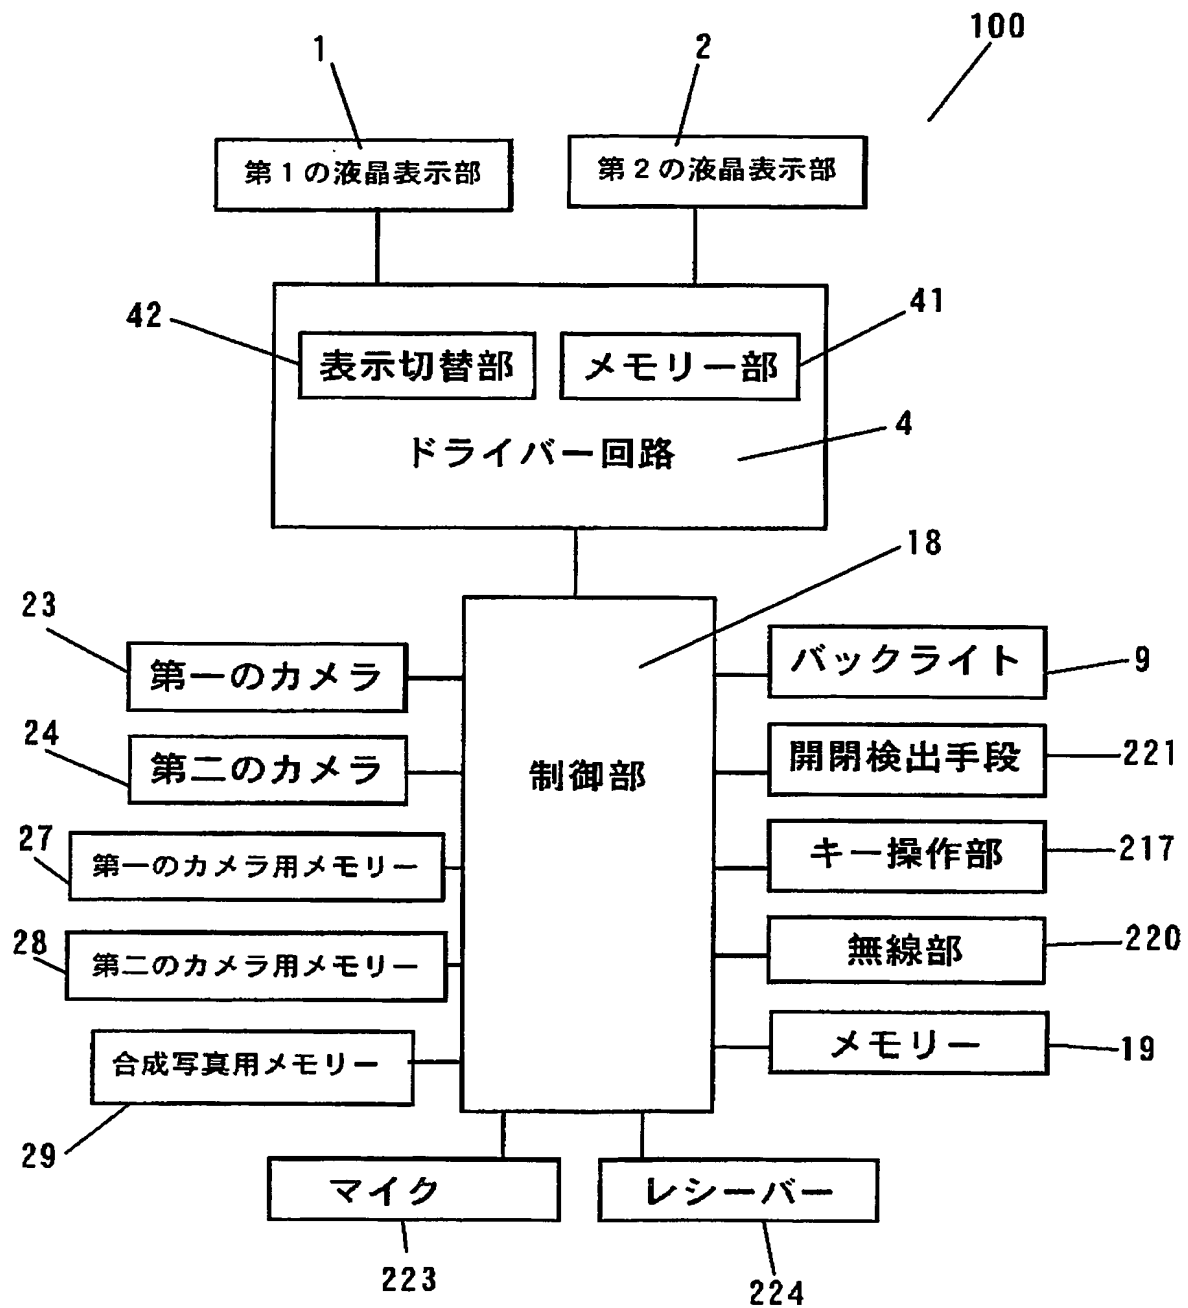 100
1
2
第1の液晶表示部
第2の液晶表示部
42
41
表示切替部
メモリー部
4
ドライバー回路
18
23
第一のカメラ
バックライト
9
24
第二のカメラ
開閉検出手段
221
制御部
27
第一のカメラ用メモリー
キー操作部
217
28
第二のカメラ用メモリー
無線部
220
合成写真用メモリー
メモリー
19
29
マイク
レシーバー
223
224